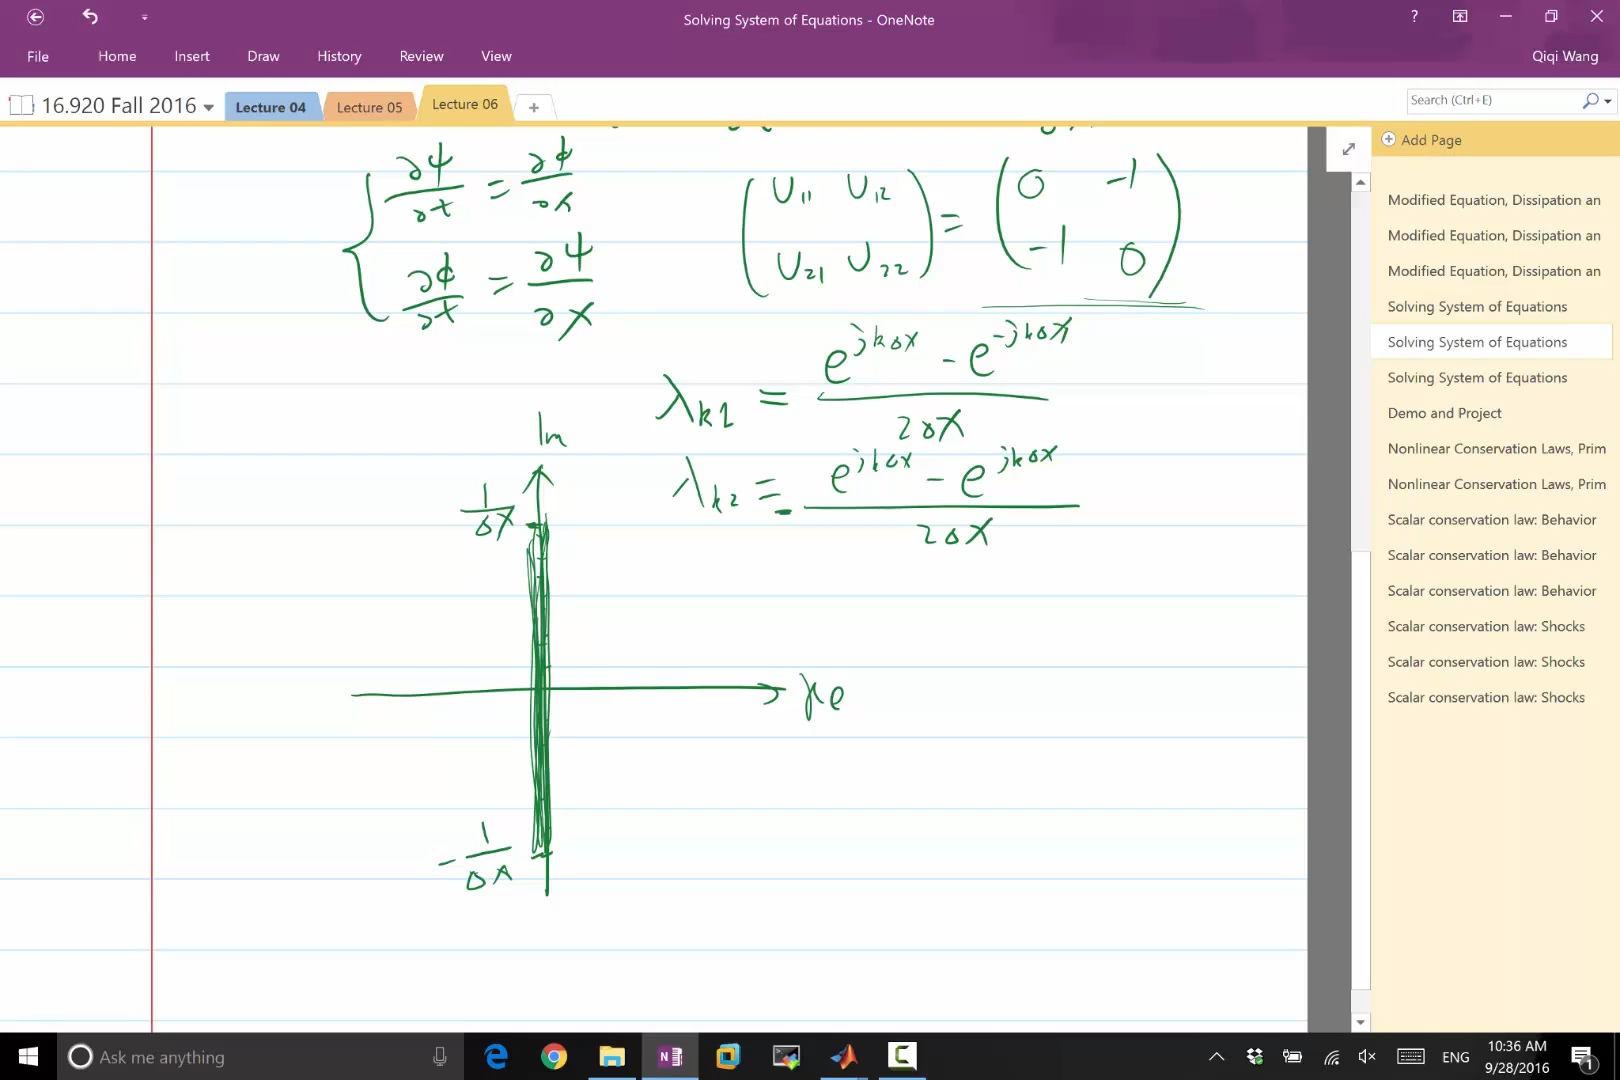 Solving System of Equations - OneNote
?
File Home Insert Draw History Review View
Qiqi Wang
16.920 Fall 2016
Lecture 04
Lecture 05
Lecture 06
+
Search (Ctrl+E)
∂ψ/∂t = ∂φ/∂x
∂φ/∂t = ∂ψ/∂x
(U₁₁ U₁₂
U₂₁ U₂₂) = (0 -1
-1 0)
λₖ₁ = (e^{jkΔx} - e^{-jkΔx}) / 2Δx
λₖ₂ = - (e^{jkΔx} - e^{jkΔx}) / 2Δx
Im
1/Δx
Re
- 1/Δx
Add Page
Modified Equation, Dissipation an
Modified Equation, Dissipation an
Modified Equation, Dissipation an
Solving System of Equations
Solving System of Equations
Solving System of Equations
Demo and Project
Nonlinear Conservation Laws, Prim
Nonlinear Conservation Laws, Prim
Scalar conservation law: Behavior
Scalar conservation law: Behavior
Scalar conservation law: Behavior
Scalar conservation law: Shocks
Scalar conservation law: Shocks
Scalar conservation law: Shocks
Ask me anything
ENG
10:36 AM
9/28/2016
1